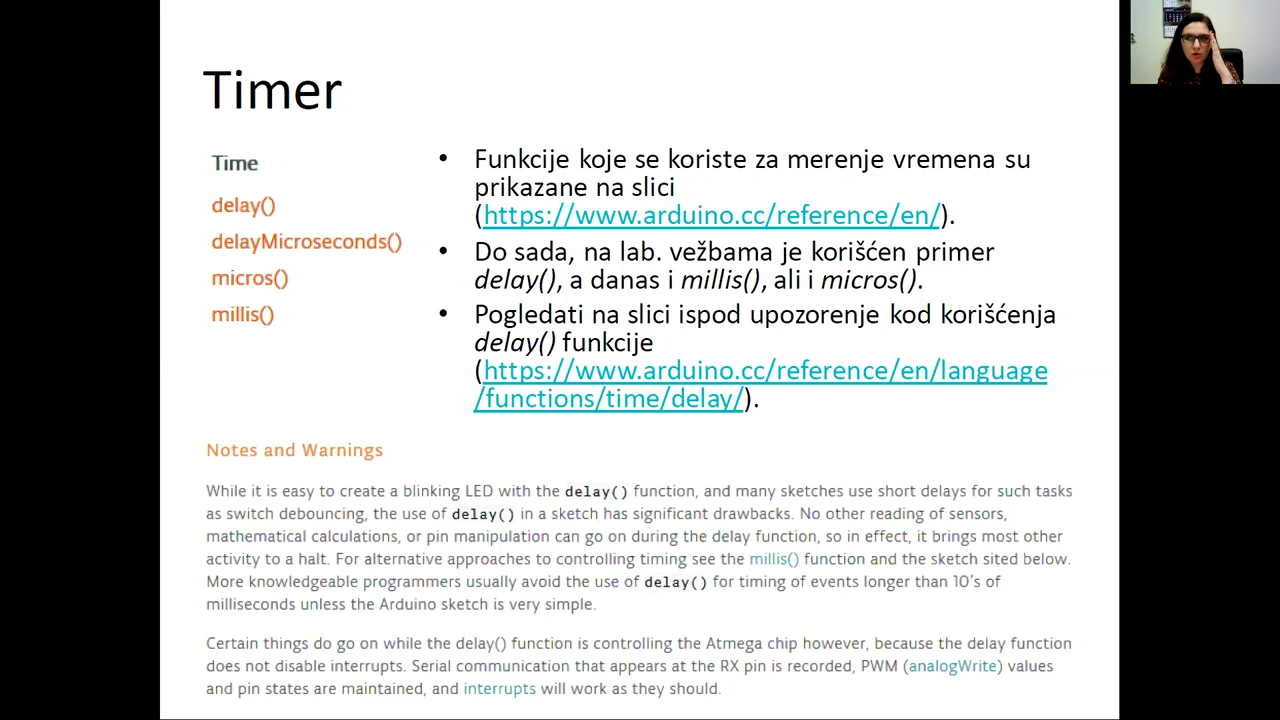 Timer
Time
delay()
delayMicroseconds()
micros()
millis()
• Funkcije koje se koriste za merenje vremena su
prikazane na slici
(https://www.arduino.cc/reference/en/).
• Do sada, na lab. vežbama je korišćen primer
delay(), a danas i millis(), ali i micros().
• Pogledati na slici ispod upozorenje kod korišćenja
delay() funkcije
(https://www.arduino.cc/reference/en/language
/functions/time/delay/).
Notes and Warnings
While it is easy to create a blinking LED with the delay() function, and many sketches use short delays for such tasks
as switch debouncing, the use of delay() in a sketch has significant drawbacks. No other reading of sensors,
mathematical calculations, or pin manipulation can go on during the delay function, so in effect, it brings most other
activity to a halt. For alternative approaches to controlling timing see the millis() function and the sketch sited below.
More knowledgeable programmers usually avoid the use of delay() for timing of events longer than 10's of
milliseconds unless the Arduino sketch is very simple.
Certain things do go on while the delay() function is controlling the Atmega chip however, because the delay function
does not disable interrupts. Serial communication that appears at the RX pin is recorded, PWM (analogWrite) values
and pin states are maintained, and interrupts will work as they should.